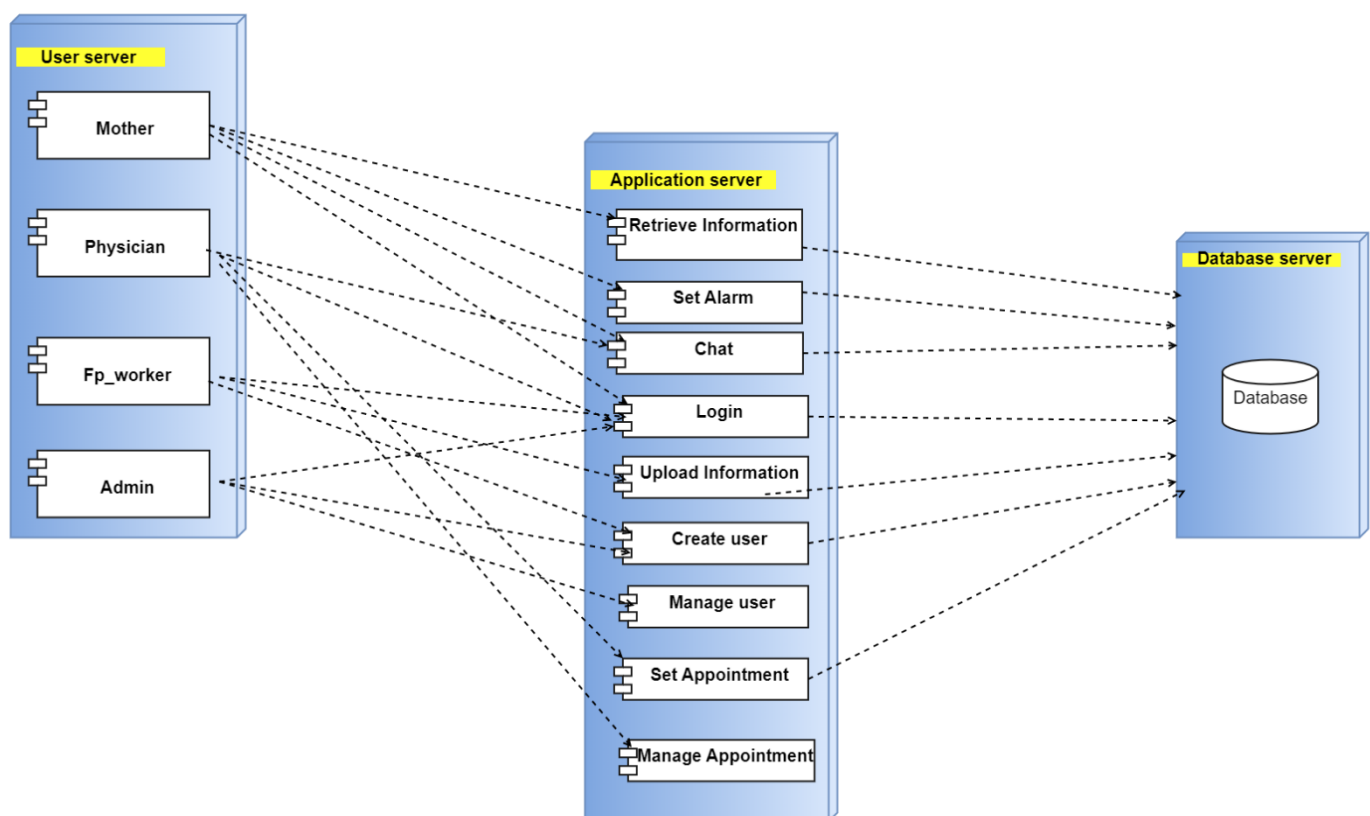 User server
Mother
Physician
Fp_worker
Admin
Application server
Retrieve Information
Set Alarm
Chat
Login
Upload Information
Create user
Manage user
Set Appointment
Manage Appointment
Database server
Database